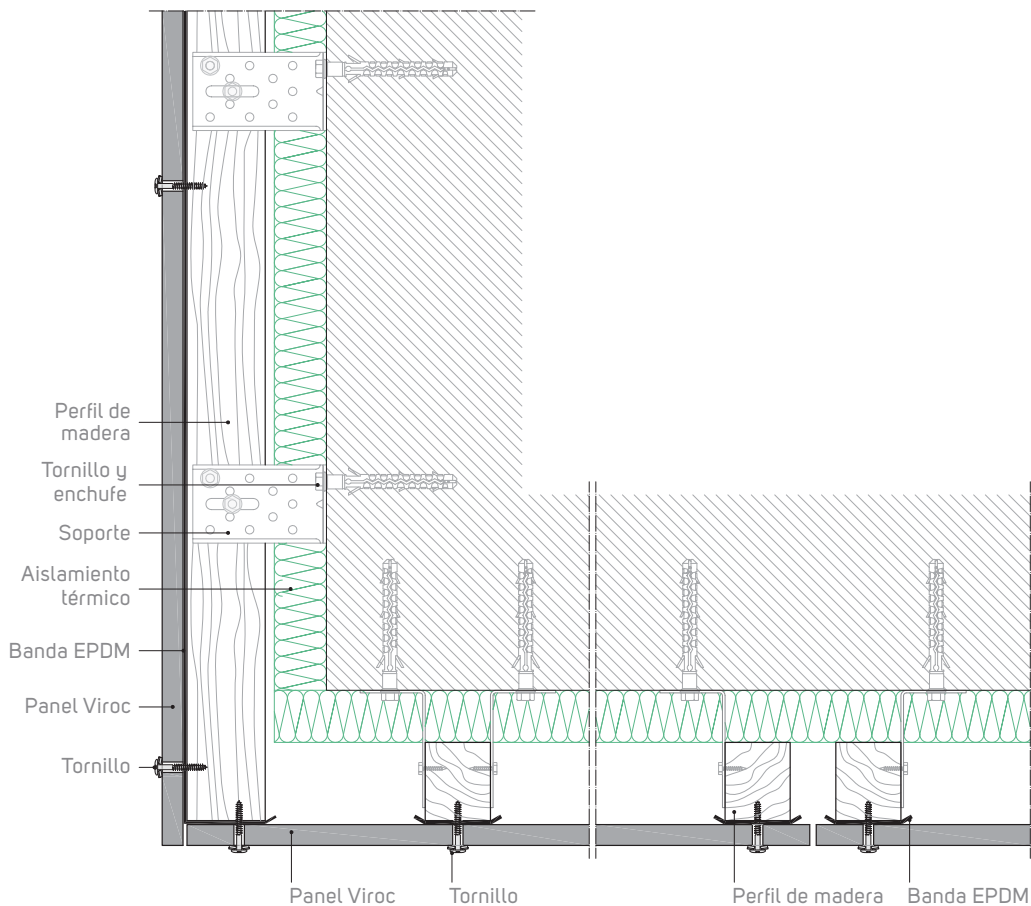 Perfil de
madera
Tornillo y
enchufe
Soporte
Aislamiento
térmico
Banda EPDM
Panel Viroc
Tornillo
Panel Viroc
Tornillo
Perfil de madera
Banda EPDM